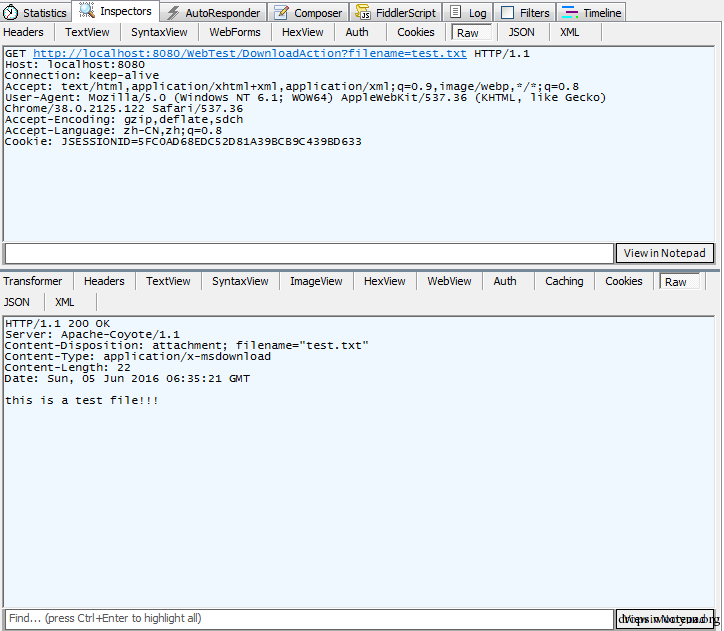 Statistics Inspectors AutoResponder Composer FiddlerScript Log Filters Timeline
Headers TextView SyntaxView WebForms HexView Auth Cookies Raw JSON XML
GET http://localhost:8080/WebTest/DownloadAction?filename=test.txt HTTP/1.1
Host: localhost:8080
Connection: keep-alive
Accept: text/html,application/xhtml+xml,application/xml;q=0.9,image/webp,*/*;q=0.8
User-Agent: Mozilla/5.0 (Windows NT 6.1; WOW64) AppleWebKit/537.36 (KHTML, like Gecko)
Chrome/38.0.2125.122 Safari/537.36
Accept-Encoding: gzip,deflate,sdch
Accept-Language: zh-CN,zh;q=0.8
Cookie: JSESSIONID=5FC0AD68EDC52D81A39BCB9C439BD633
View in Notepad
Transformer Headers TextView SyntaxView ImageView HexView WebView Auth Caching Cookies Raw
JSON XML
HTTP/1.1 200 OK
Server: Apache-Coyote/1.1
Content-Disposition: attachment; filename="test.txt"
Content-Type: application/x-msdownload
Content-Length: 22
Date: Sun, 05 Jun 2016 06:35:21 GMT
this is a test file!!!
Find... (press Ctrl+Enter to highlight all)
View in Notepad